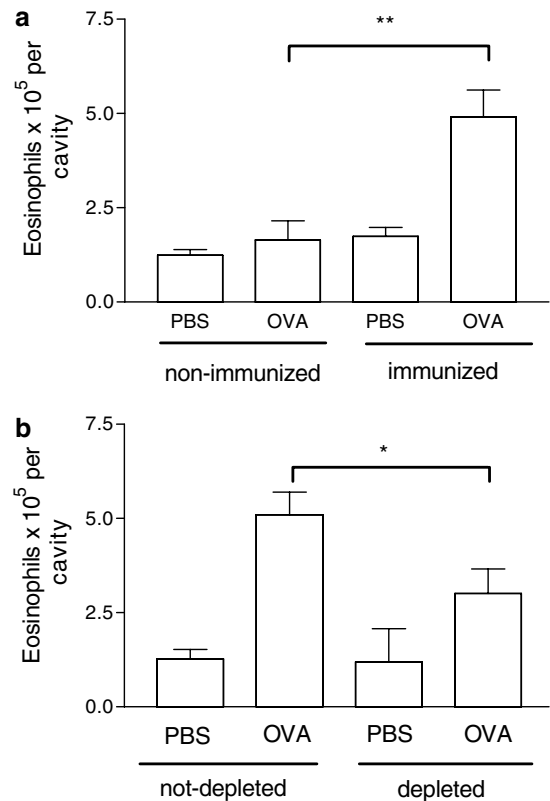 a
**
7.5
5.0
2.5
0.0
Eosinophils x 10^5 per
cavity
PBS OVA PBS OVA
non-immunized immunized
b
*
7.5
5.0
2.5
0.0
Eosinophils x 10^5 per
cavity
PBS OVA PBS OVA
not-depleted depleted